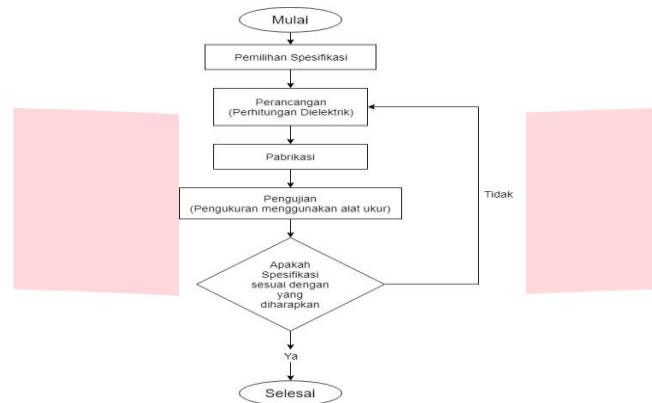 Mulai
Pemilihan Spesifikasi
Perancangan
(Perhitungan Dielektrik)
Pabrikasi
Pengujian
(Pengukuran menggunakan alat ukur)
Tidak
Apakah
Spesifikasi
sesuai dengan
yang
diharapkan
Ya
Selesai